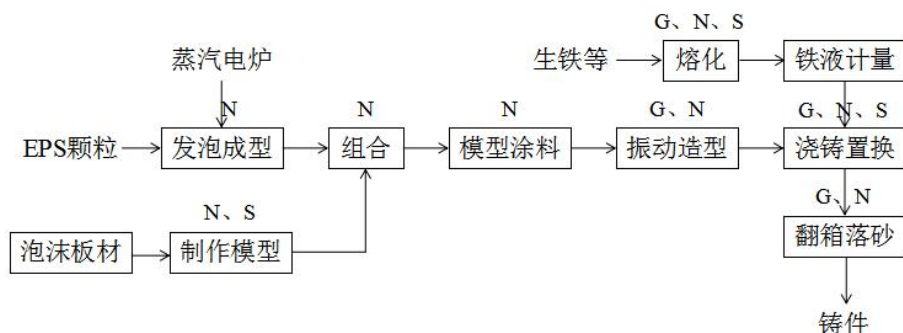 G、N、S
蒸汽电炉
生铁等
熔化
铁液计量
N
N
N
G、N
G、N、S
EPS颗粒
发泡成型
组合
模型涂料
振动造型
浇铸置换
N、S
G、N
泡沫板材
制作模型
翻箱落砂
铸件